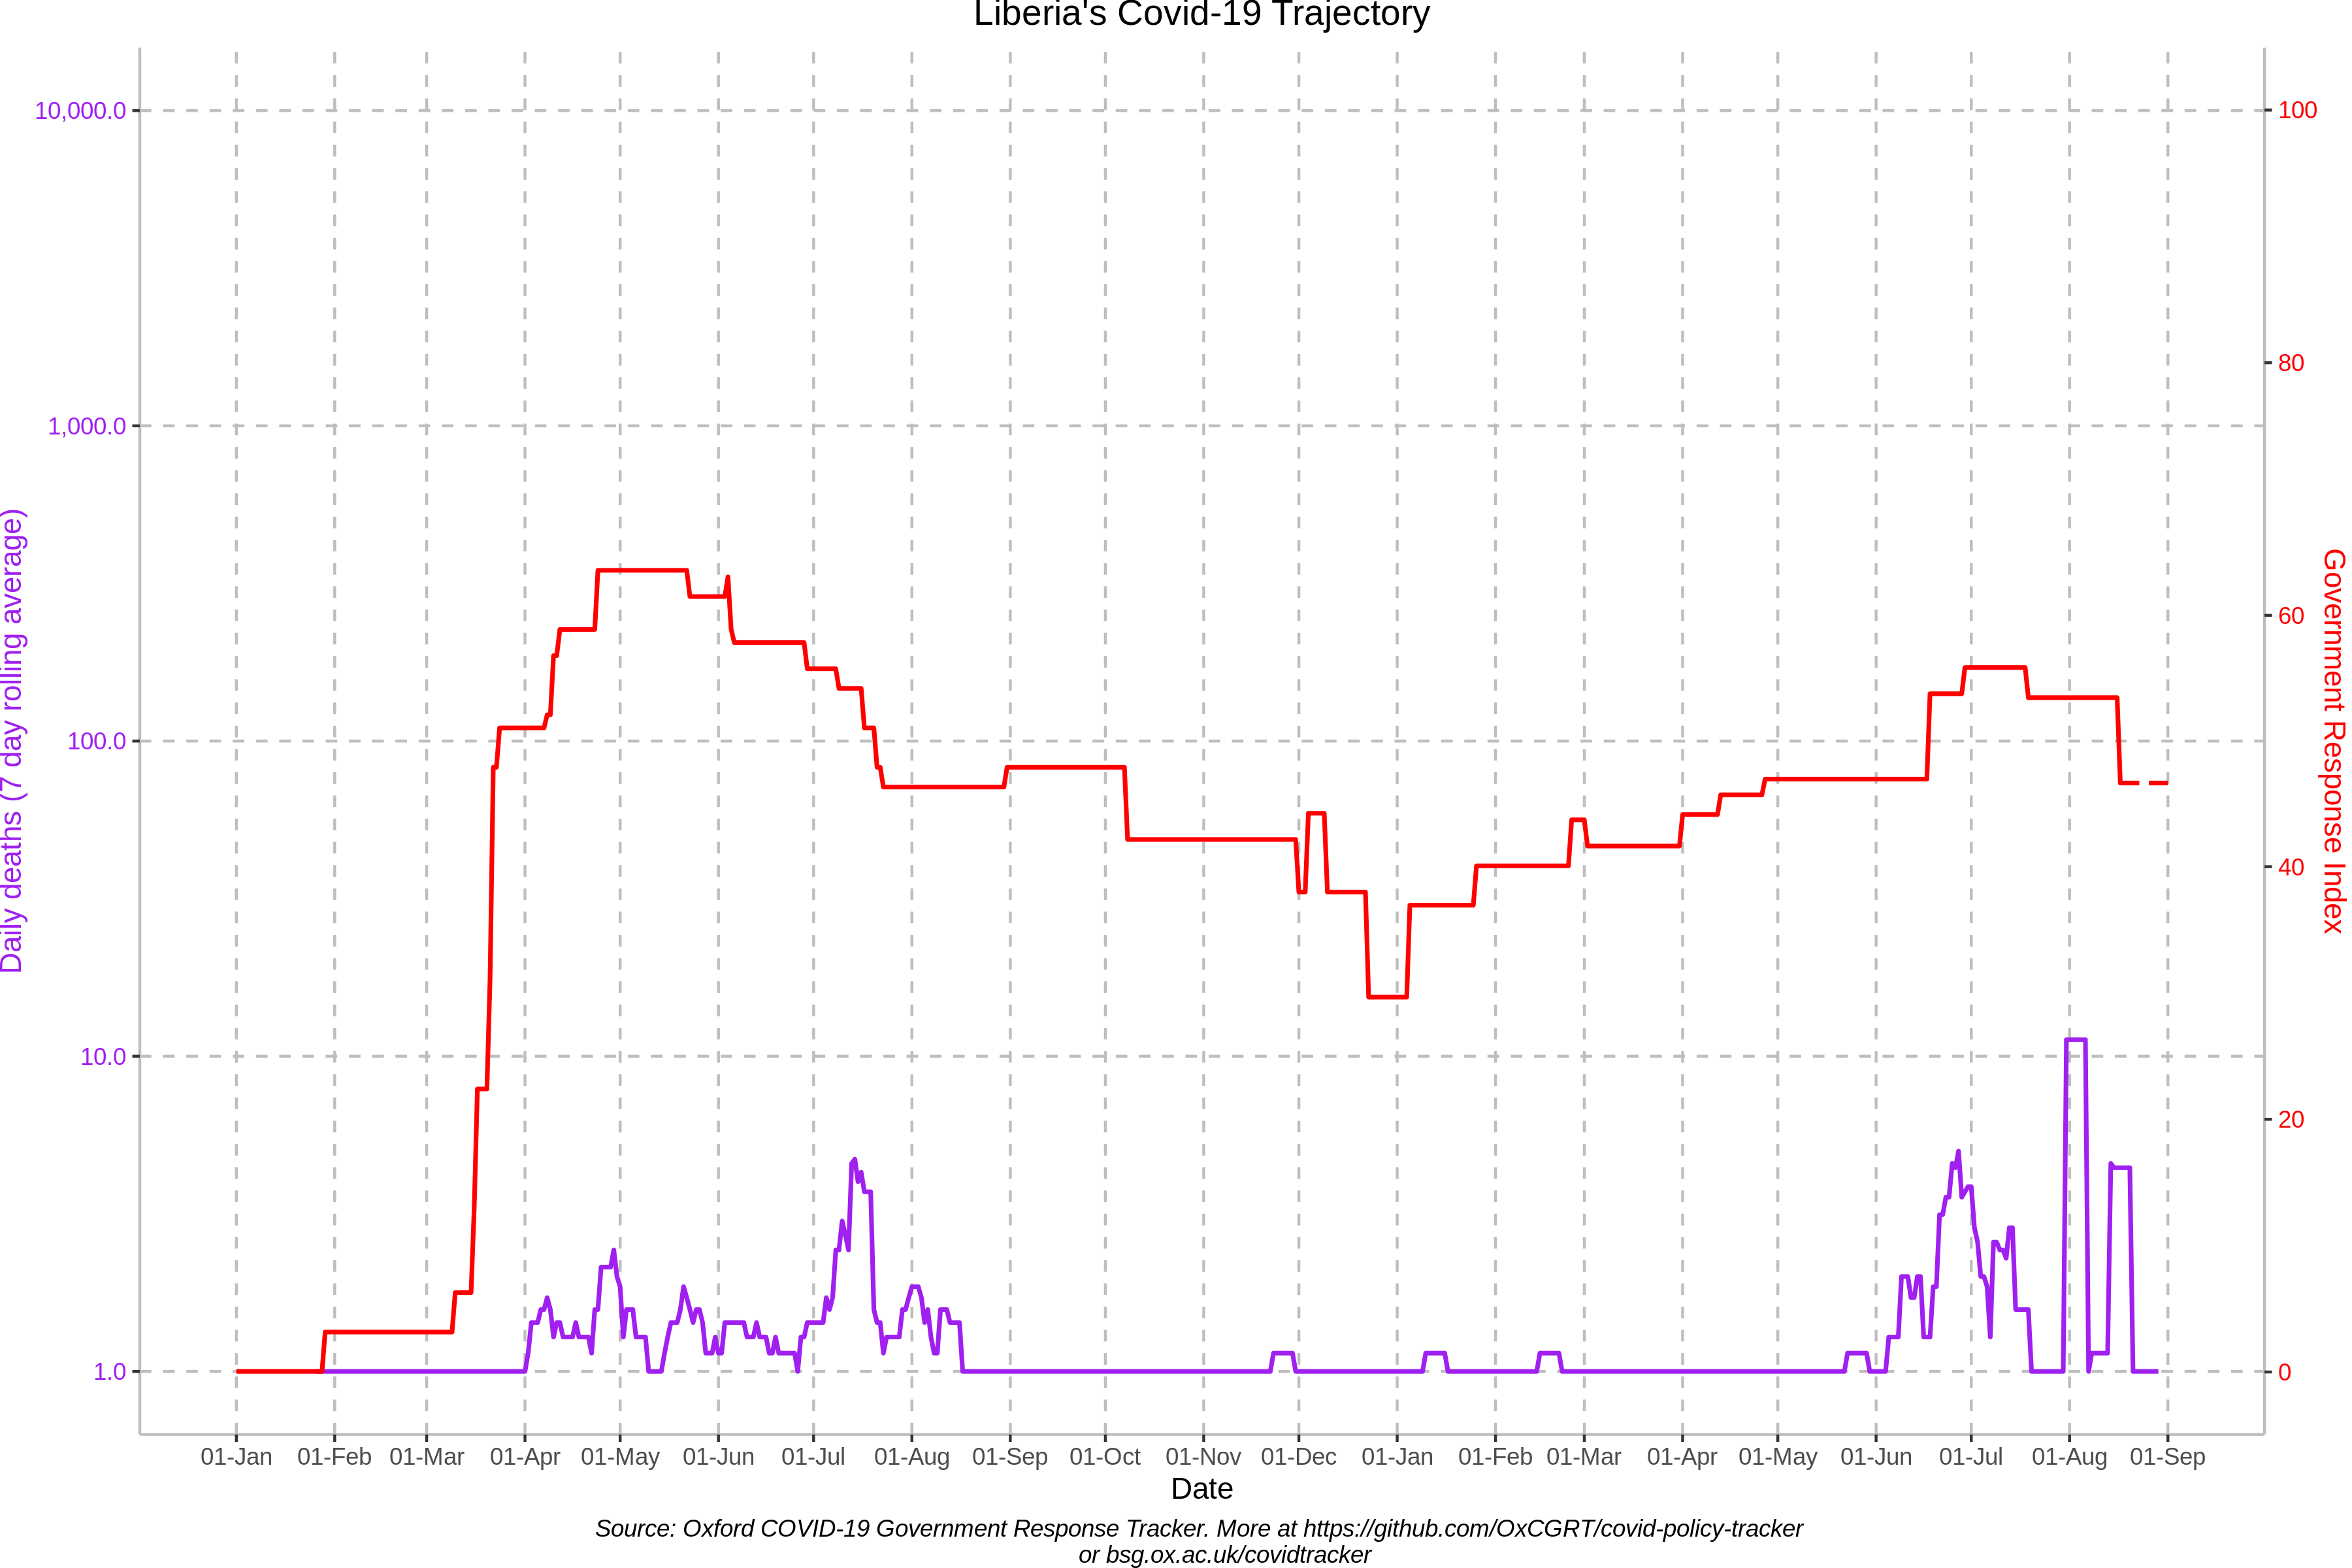 Liberia's Covid-19 Trajectory
10,000.0
1,000.0
100.0
10.0
1.0
Daily deaths (7 day rolling average)
100
80
60
40
20
0
Government Response Index
01-Jan 01-Feb 01-Mar 01-Apr 01-May 01-Jun 01-Jul 01-Aug 01-Sep 01-Oct 01-Nov 01-Dec 01-Jan 01-Feb 01-Mar 01-Apr 01-May 01-Jun 01-Jul 01-Aug 01-Sep
Date
Source: Oxford COVID-19 Government Response Tracker. More at https://github.com/OxCGRT/covid-policy-tracker
or bsg.ox.ac.uk/covidtracker